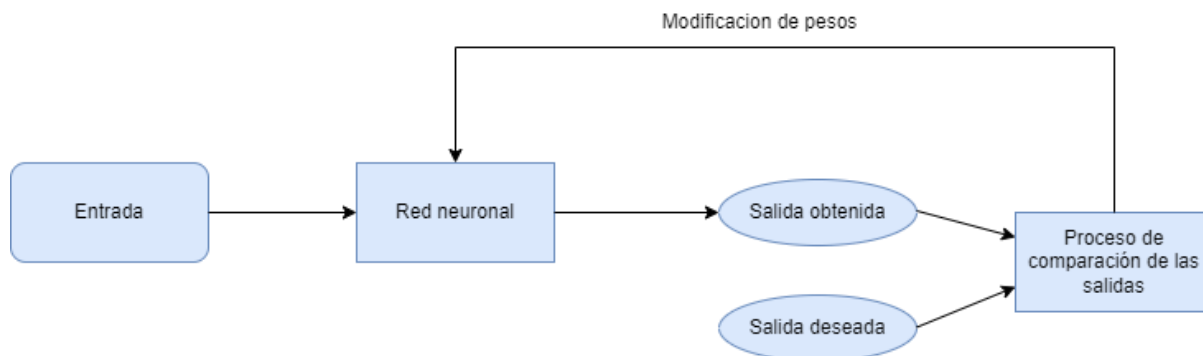 Modificacion de pesos
Entrada
Red neuronal
Salida obtenida
Proceso de
comparación de las
salidas
Salida deseada